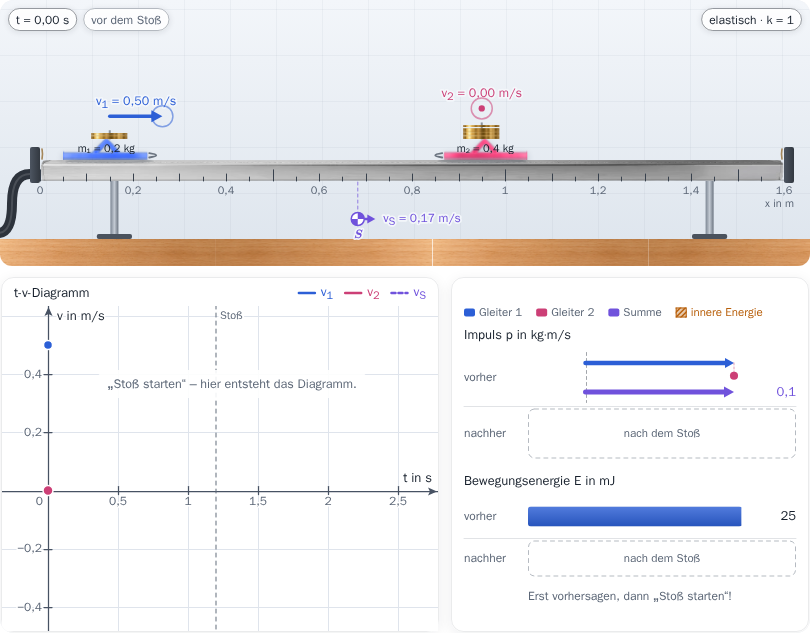 t = 0,00 s
vor dem Stoß
elastisch · k = 1
v₁ = 0,50 m/s
v₂ = 0,00 m/s
m₁ = 0,2 kg
m₂ = 0,4 kg
0 0,2 0,4 0,6 0,8 1 1,2 1,4 1,6
x in m
vS = 0,17 m/s
S
t-v-Diagramm
v₁ v₂ vS
v in m/s
Stoß
0,4
„Stoß starten“ – hier entsteht das Diagramm.
0,2
t in s
0 0,5 1 1,5 2 2,5
−0,2
−0,4
Gleiter 1 Gleiter 2 Summe innere Energie
Impuls p in kg·m/s
vorher
0,1
nachher nach dem Stoß
Bewegungsenergie E in mJ
vorher 25
nachher nach dem Stoß
Erst vorhersagen, dann „Stoß starten“!